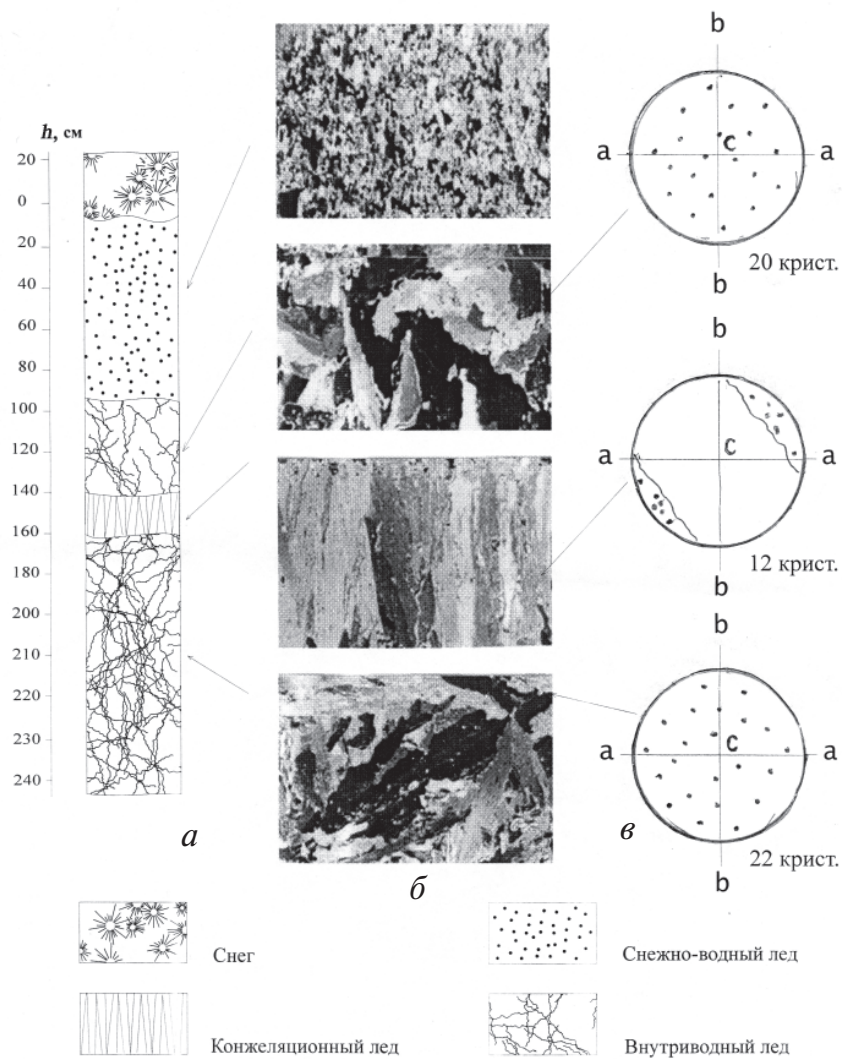 h, см
20
0
20
40
60
80
100
120
140
160
180
200
210
220
230
240
а
б
b
a
C
a
b
20 крист.
b
a
C
a
b
12 крист.
b
a
C
a
b
22 крист.
в
Снег
Снежно-водный лед
Конжеляционный лед
Внутриводный лед